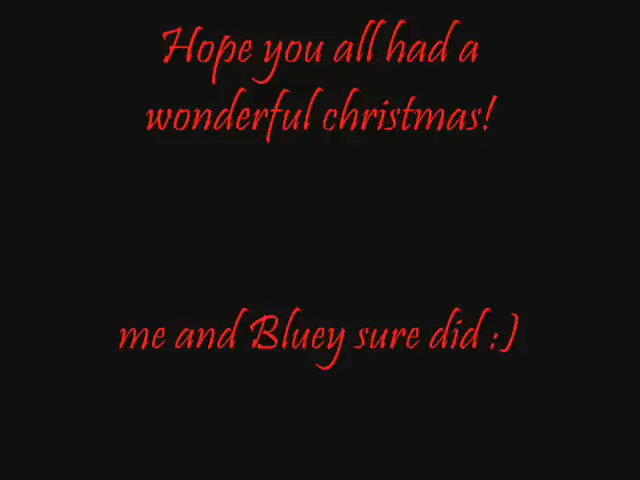 Hope you all had a
wonderful christmas!
me and Bluey sure did :)